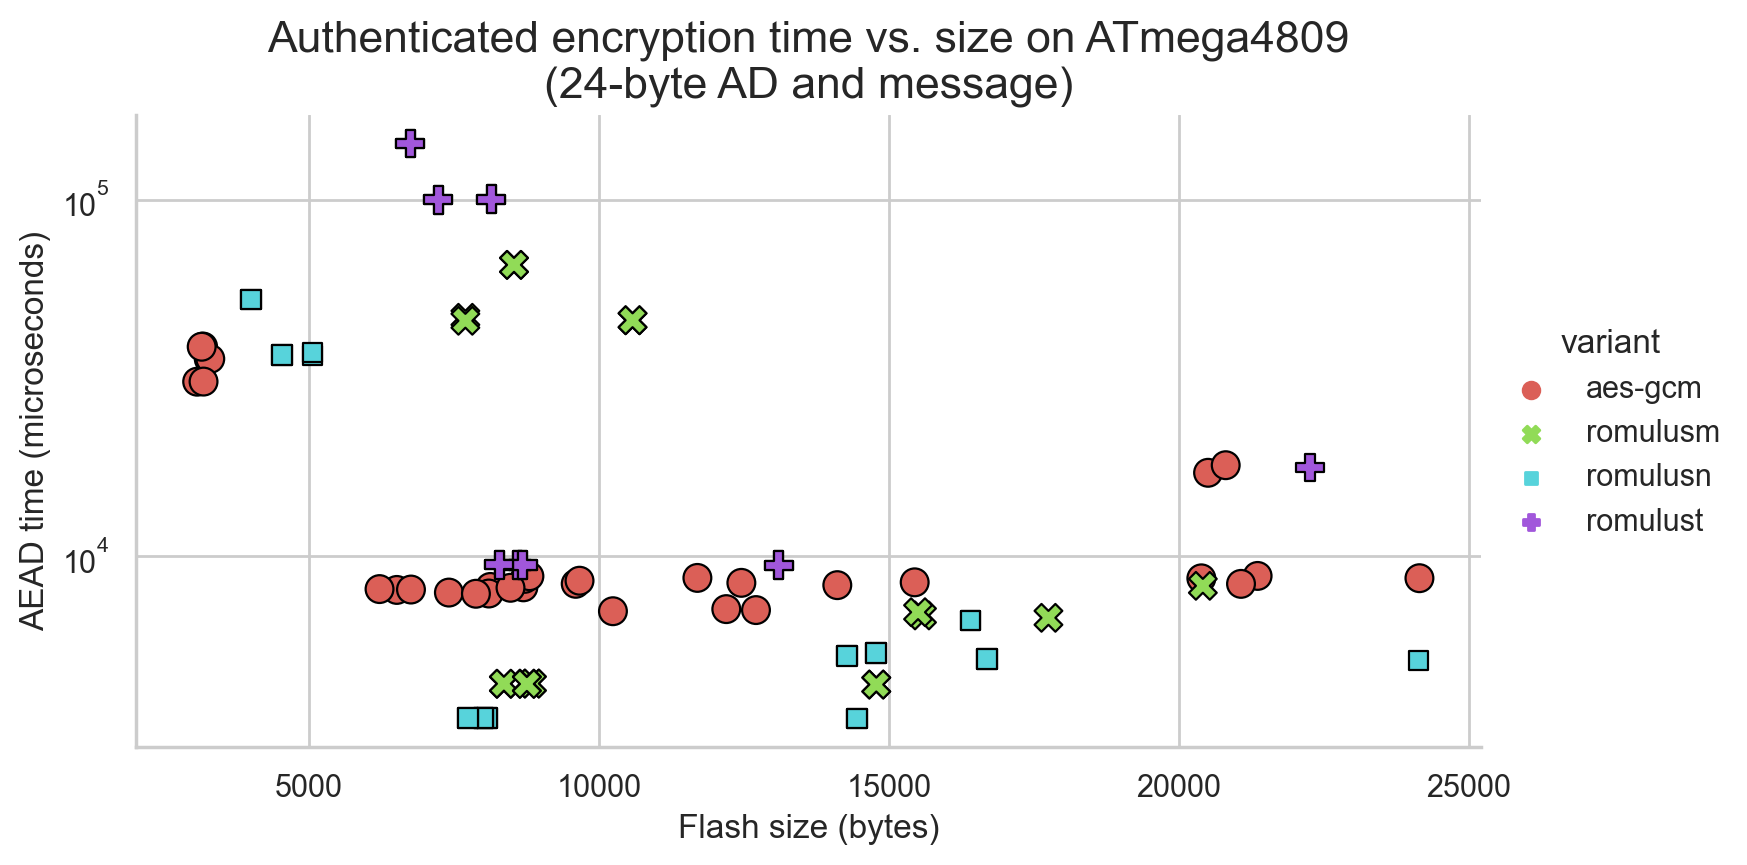 Authenticated encryption time vs. size on ATmega4809
(24-byte AD and message)
10^5
10^4
AEAD time (microseconds)
5000 10000 15000 20000 25000
Flash size (bytes)
variant
aes-gcm
romulusm
romulusn
romulust